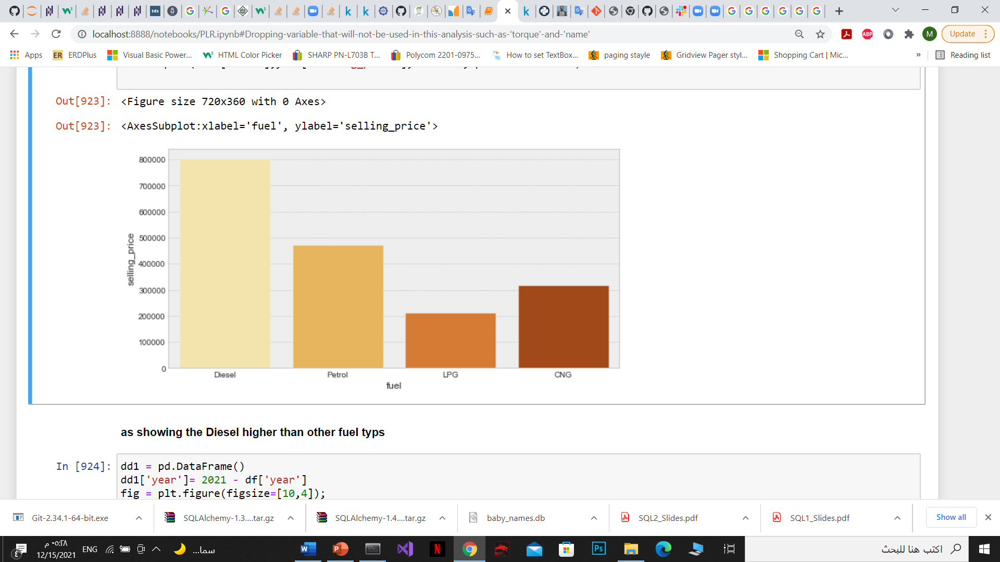 localhost:8888/notebooks/PLR.ipynb#Dropping-variable-that-will-not-be-used-in-this-analysis-such-as-'torque'-and-'name'
ABP
M
Update
Apps
ER ERDPlus
Visual Basic Power...
HTML Color Picker
SHARP PN-L703B T...
Polycom 2201-0975...
How to set TextBox...
paging stayle
Gridview Pager styl...
Shopping Cart | Mic...
»
Reading list
Out[923]: <Figure size 720x360 with 0 Axes>
Out[923]: <AxesSubplot:xlabel='fuel', ylabel='selling_price'>
800000
700000
600000
500000
400000
300000
200000
100000
0
selling_price
Diesel Petrol LPG CNG
fuel
as showing the Diesel higher than other fuel typs
In [924]: dd1 = pd.DataFrame()
dd1['year']= 2021 - df['year']
fig = plt.figure(figsize=[10,4]);
Git-2.34.1-64-bit.exe
SQLAlchemy-1.3....tar.gz
SQLAlchemy-1.4....tar.gz
baby_names.db
SQL2_Slides.pdf
SQL1_Slides.pdf
Show all
٠٥:٢٨ م
12/15/2021
ENG
سما...
اكتب هنا للبحث